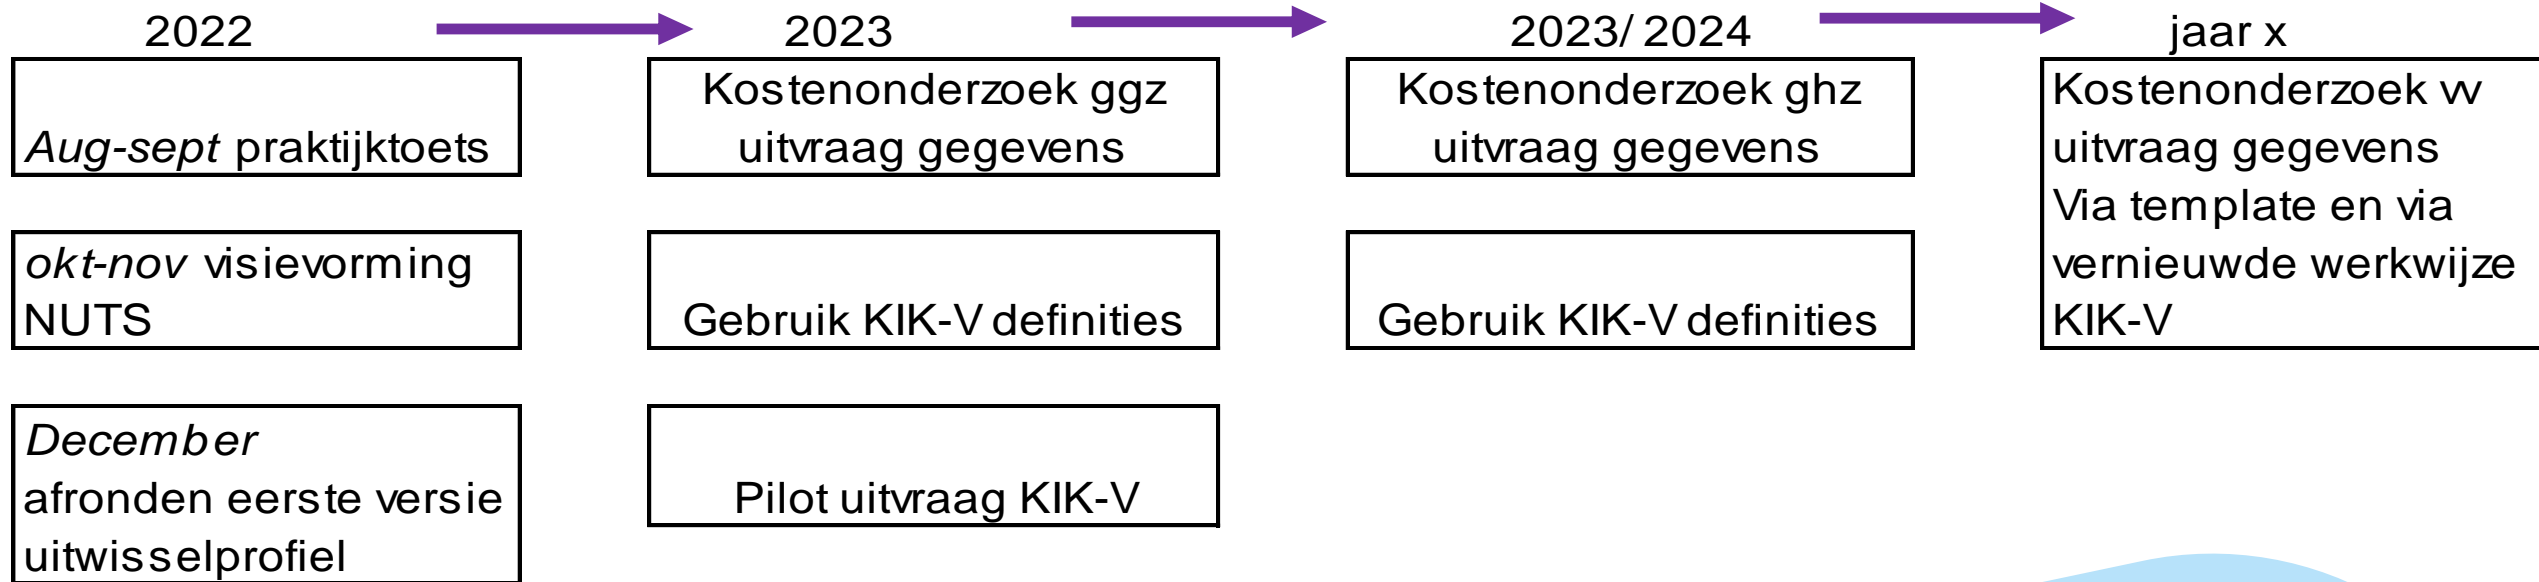 2022
Aug-sept praktijktoets
okt-nov visievorming
NUTS
December
afronden eerste versie
uitwisselprofiel
2023
Kostenonderzoek ggz
uitvraag gegevens
Gebruik KIK-V definities
Pilot uitvraag KIK-V
2023/ 2024
Kostenonderzoek ghz
uitvraag gegevens
Gebruik KIK-V definities
jaar x
Kostenonderzoek vv
uitvraag gegevens
Via template en via
vernieuwde werkwijze
KIK-V